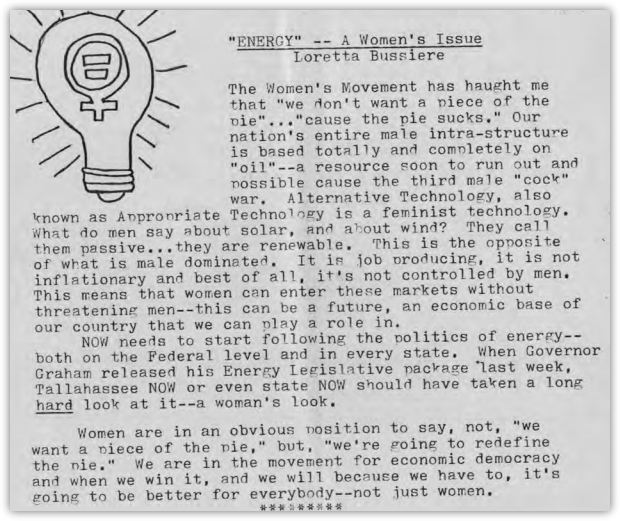 "ENERGY" -- A Women's Issue
Loretta Bussiere
The Women's Movement has haught me
that "we don't want a piece of the
pie"..."cause the pie sucks." Our
nation's entire male intra-structure
is based totally and completely on
"oil"--a resource soon to run out and
possible cause the third male "cock"
war. Alternative Technology, also
known as Appropriate Technology is a feminist technology.
What do men say about solar, and about wind? They call
them passive...they are renewable. This is the opposite
of what is male dominated. It is job producing, it is not
inflationary and best of all, it's not controlled by men.
This means that women can enter these markets without
threatening men--this can be a future, an economic base of
our country that we can play a role in.
NOW needs to start following the politics of energy--
both on the Federal level and in every state. When Governor
Graham released his Energy Legislative package last week,
Tallahassee NOW or even state NOW should have taken a long
hard look at it--a woman's look.
Women are in an obvious position to say, not, "we
want a piece of the pie," but, "we're going to redefine
the pie." We are in the movement for economic democracy
and when we win it, and we will because we have to, it's
going to be better for everybody--not just women.
*********